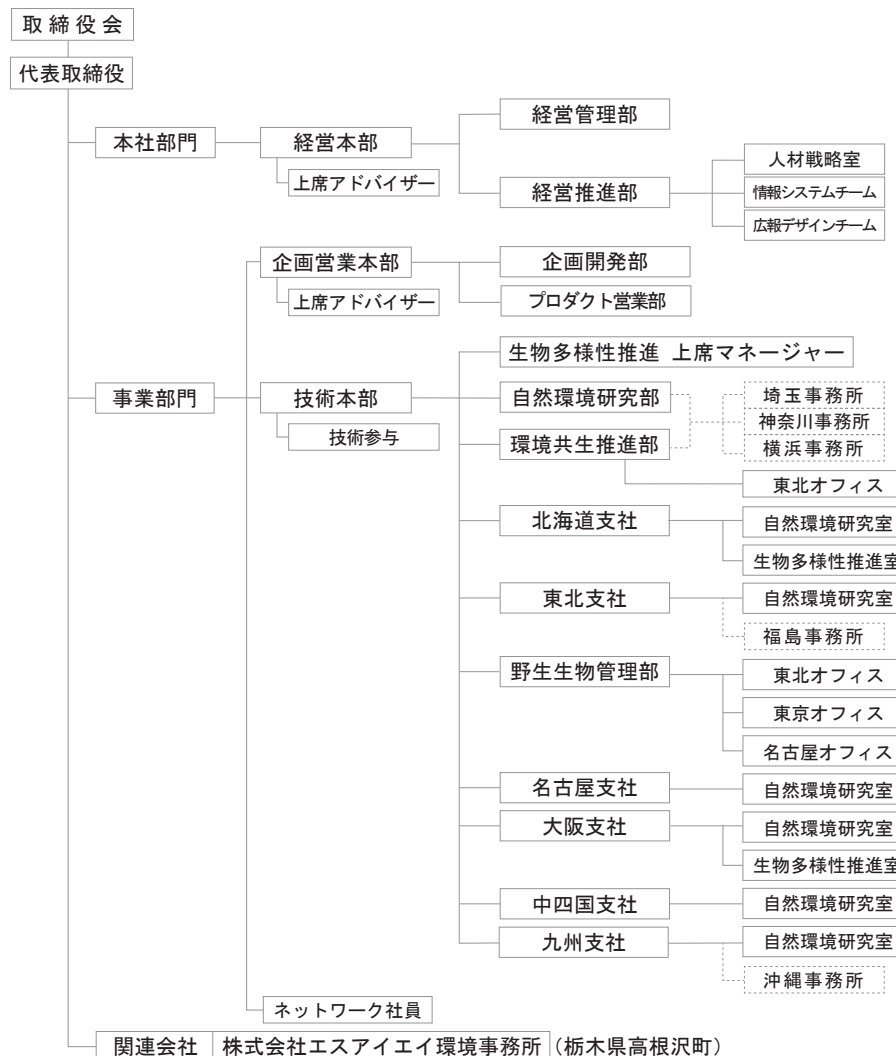 取締役会
代表取締役
本社部門
経営本部
上席アドバイザー
経営管理部
経営推進部
人材戦略室
情報システムチーム
広報デザインチーム
事業部門
企画営業本部
上席アドバイザー
企画開発部
プロダクト営業部
技術本部
技術参与
生物多様性推進 上席マネージャー
自然環境研究部
環境共生推進部
埼玉事務所
神奈川事務所
横浜事務所
東北オフィス
北海道支社
自然環境研究室
生物多様性推進室
東北支社
自然環境研究室
福島事務所
野生生物管理部
東北オフィス
東京オフィス
名古屋オフィス
名古屋支社
自然環境研究室
大阪支社
自然環境研究室
生物多様性推進室
中四国支社
自然環境研究室
九州支社
自然環境研究室
沖縄事務所
ネットワーク社員
関連会社 株式会社エスアイエイ環境事務所 (栃木県高根沢町)